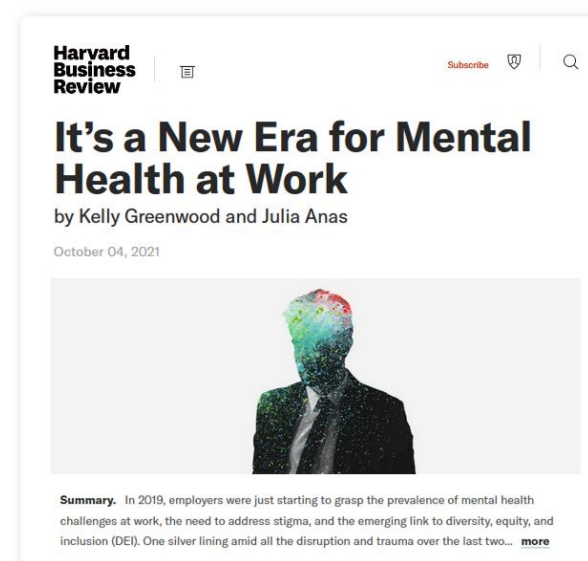 Harvard
Business
Review
Subscribe
It's a New Era for Mental
Health at Work
by Kelly Greenwood and Julia Anas
October 04, 2021
Summary. In 2019, employers were just starting to grasp the prevalence of mental health
challenges at work, the need to address stigma, and the emerging link to diversity, equity, and
inclusion (DEI). One silver lining amid all the disruption and trauma over the last two... more